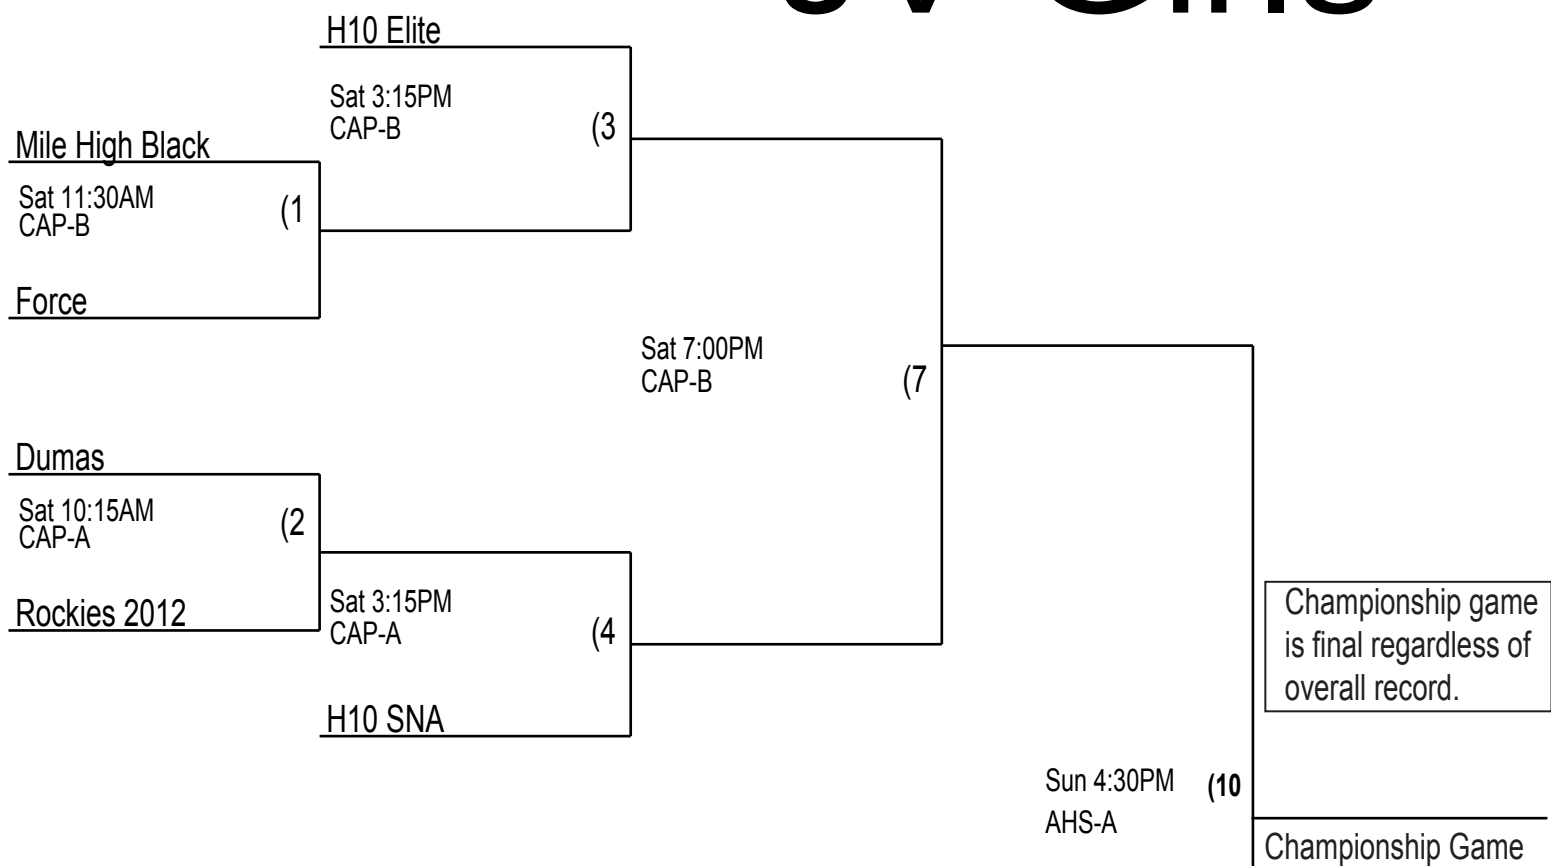 JV Girls
H10 Elite
Sat 3:15PM
CAP-B
(3
Mile High Black
Sat 11:30AM
CAP-B
(1
Force
Sat 7:00PM
CAP-B
(7
Dumas
Sat 10:15AM
CAP-A
(2
Rockies 2012
Sat 3:15PM
CAP-A
(4
H10 SNA
Championship game
is final regardless of
overall record.
Sun 4:30PM
(10
AHS-A
Championship Game